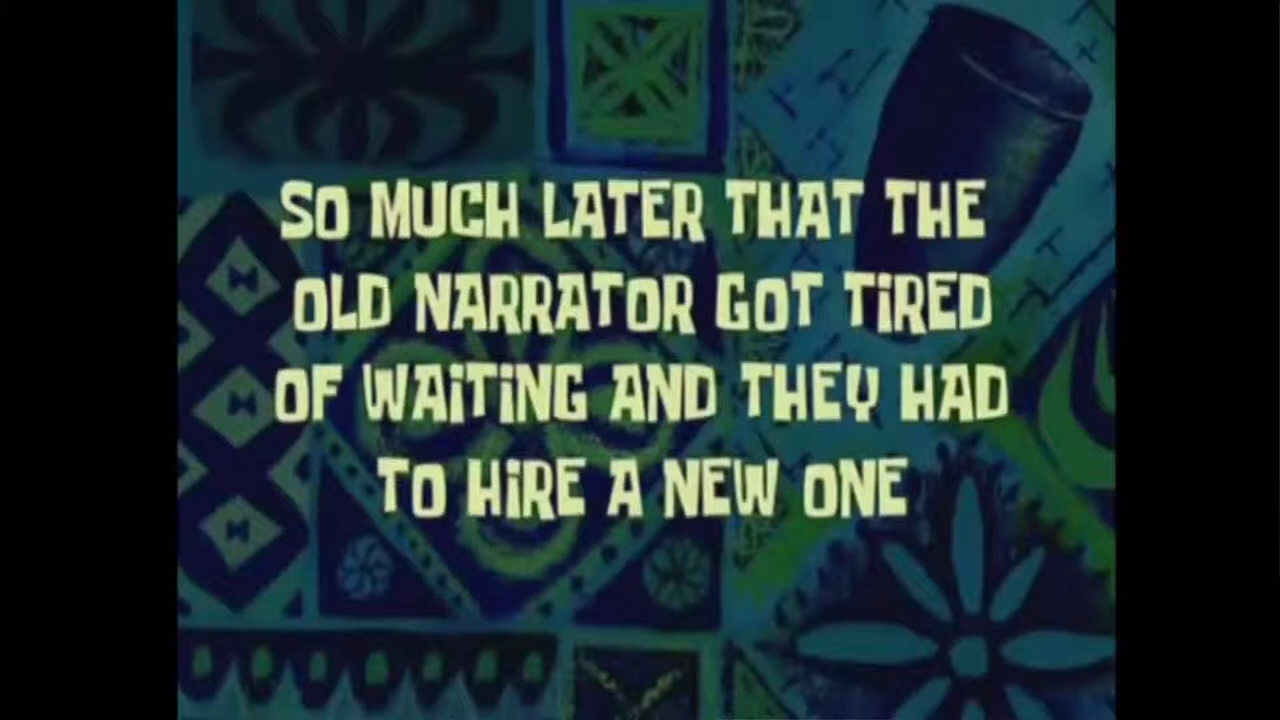 SO MUCH LATER THAT THE
OLD NARRATOR GOT TiRED
OF WAiTiNG AND THEY HAD
TO HiRE A NEW ONE